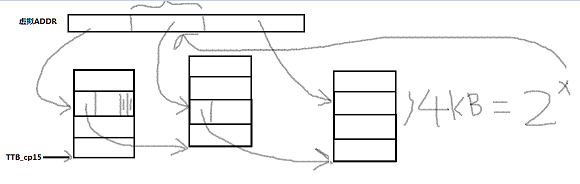 虚拟ADDR
}4KB=2^x
TTB_cp15